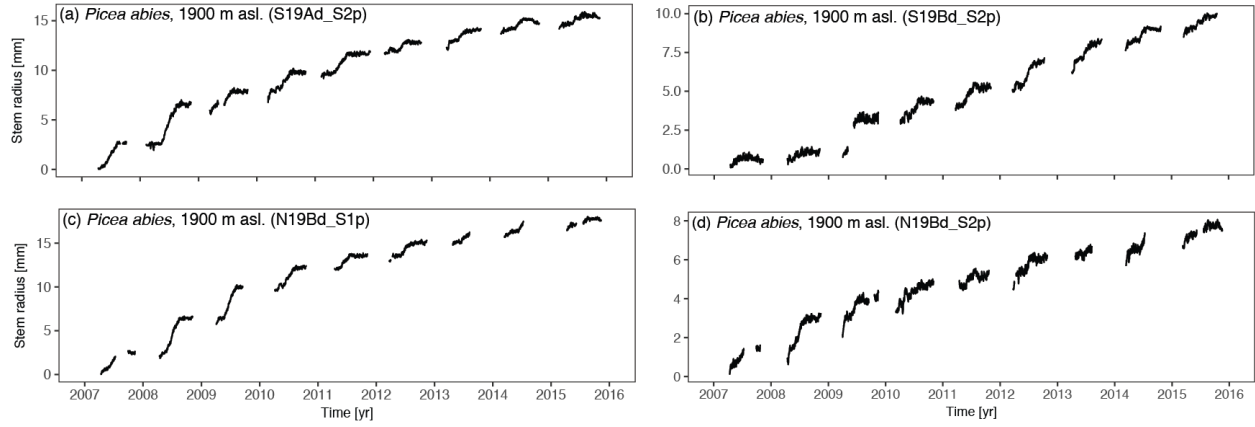 (a) Picea abies, 1900 m asl. (S19Ad_S2p)
Stem radius [mm]
15
10
5
0
(b) Picea abies, 1900 m asl. (S19Bd_S2p)
10.0
7.5
5.0
2.5
0.0
(c) Picea abies, 1900 m asl. (N19Bd_S1p)
Stem radius [mm]
15
10
5
0
2007 2008 2009 2010 2011 2012 2013 2014 2015 2016
Time [yr]
(d) Picea abies, 1900 m asl. (N19Bd_S2p)
8
6
4
2
0
2007 2008 2009 2010 2011 2012 2013 2014 2015 2016
Time [yr]